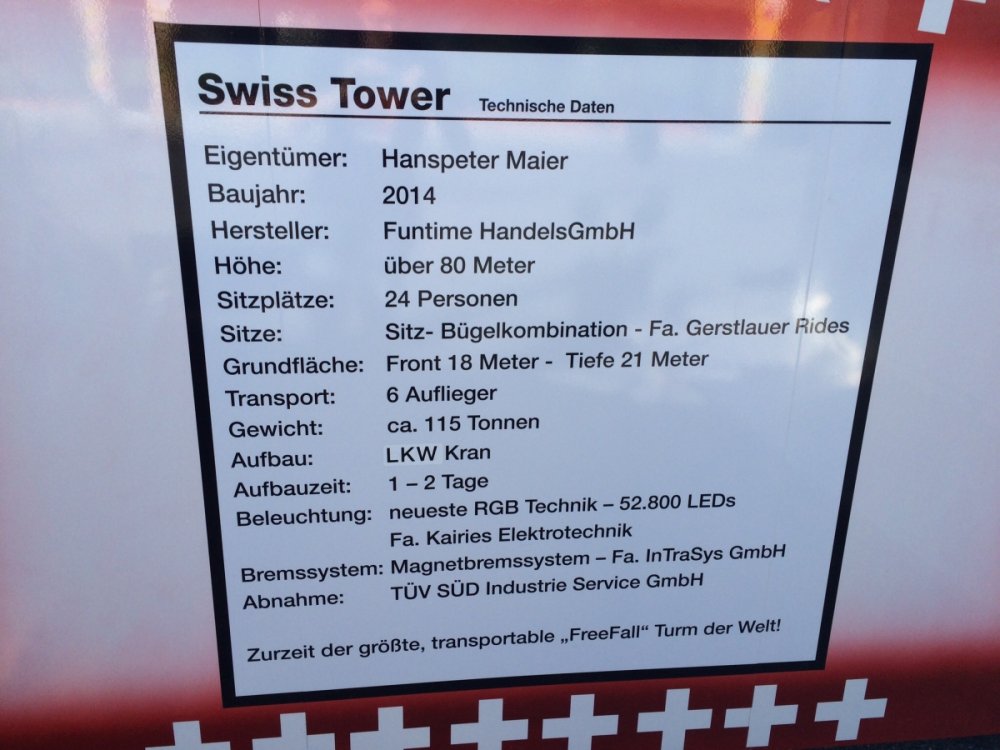 Swiss Tower Technische Daten
Eigentümer: Hanspeter Maier
Baujahr: 2014
Hersteller: Funtime HandelsGmbH
Höhe: über 80 Meter
Sitzplätze: 24 Personen
Sitze: Sitz- Bügelkombination - Fa. Gerstlauer Rides
Grundfläche: Front 18 Meter - Tiefe 21 Meter
Transport: 6 Auflieger
Gewicht: ca. 115 Tonnen
Aufbau: LKW Kran
Aufbauzeit: 1 – 2 Tage
Beleuchtung: neueste RGB Technik – 52.800 LEDs
Fa. Kairies Elektrotechnik
Bremssystem: Magnetbremssystem – Fa. InTraSys GmbH
Abnahme: TÜV SÜD Industrie Service GmbH
Zurzeit der größte, transportable „FreeFall“ Turm der Welt!